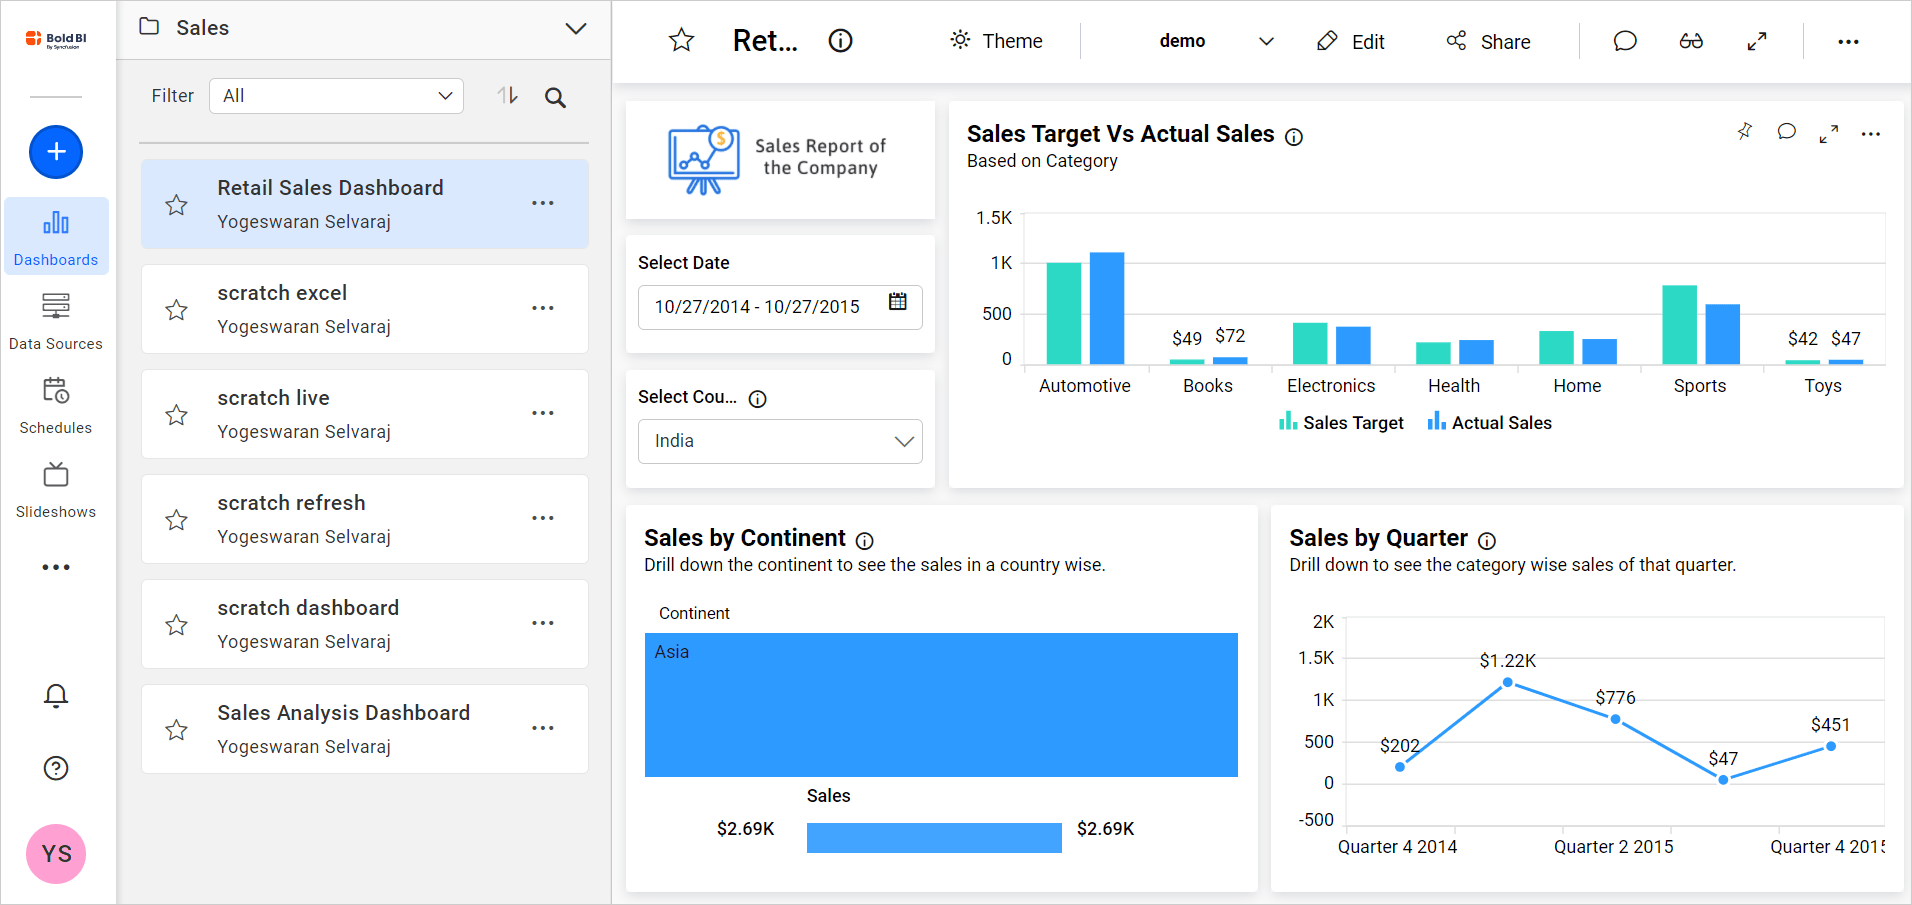 Bold BI
By Syncfusion
Dashboards
Data Sources
Schedules
Slideshows
YS
Sales
Filter
All
Retail Sales Dashboard
Yogeswaran Selvaraj
scratch excel
Yogeswaran Selvaraj
scratch live
Yogeswaran Selvaraj
scratch refresh
Yogeswaran Selvaraj
scratch dashboard
Yogeswaran Selvaraj
Sales Analysis Dashboard
Yogeswaran Selvaraj
Ret...
Theme
demo
Edit
Share
Sales Report of
the Company
Select Date
10/27/2014 - 10/27/2015
Select Cou...
India
Sales Target Vs Actual Sales
Based on Category
1.5K
1K
500
0
$49
$72
$42
$47
Automotive
Books
Electronics
Health
Home
Sports
Toys
Sales Target
Actual Sales
Sales by Continent
Drill down the continent to see the sales in a country wise.
Continent
Asia
Sales
$2.69K
$2.69K
Sales by Quarter
Drill down to see the category wise sales of that quarter.
2K
1.5K
1K
500
0
-500
$202
$1.22K
$776
$47
$451
Quarter 4 2014
Quarter 2 2015
Quarter 4 2015